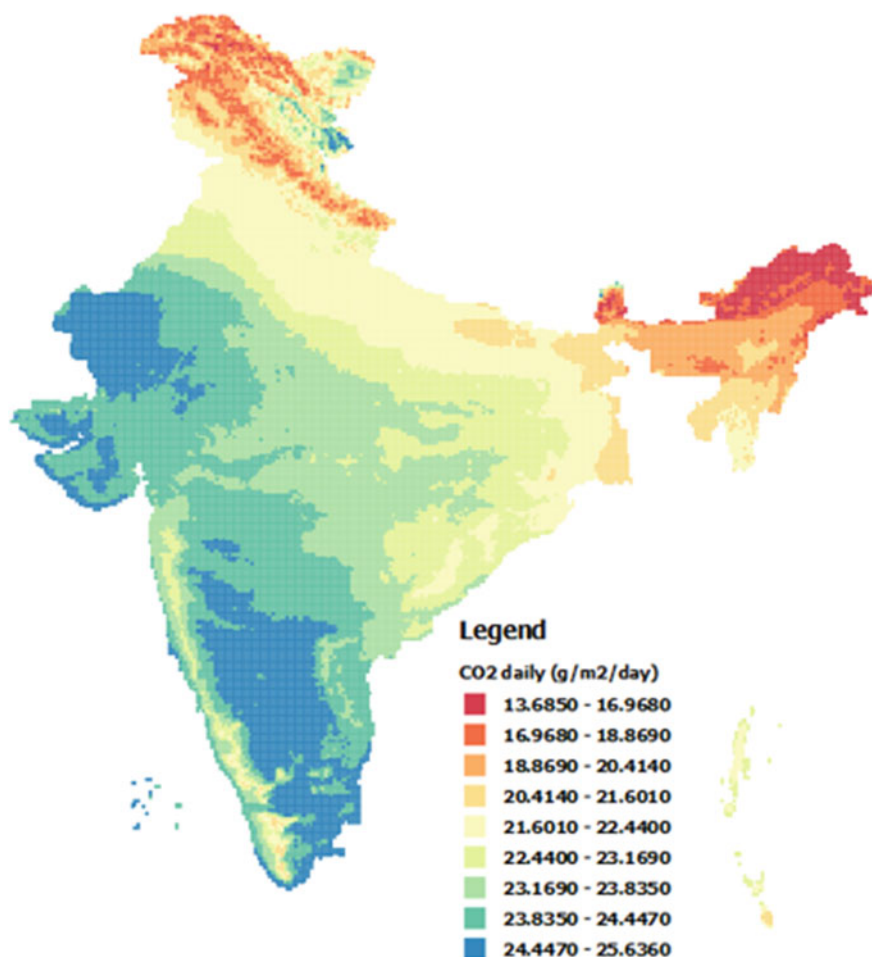 Legend
CO2 daily (g/m2/day)
13.6850 - 16.9680
16.9680 - 18.8690
18.8690 - 20.4140
20.4140 - 21.6010
21.6010 - 22.4400
22.4400 - 23.1690
23.1690 - 23.8350
23.8350 - 24.4470
24.4470 - 25.6360